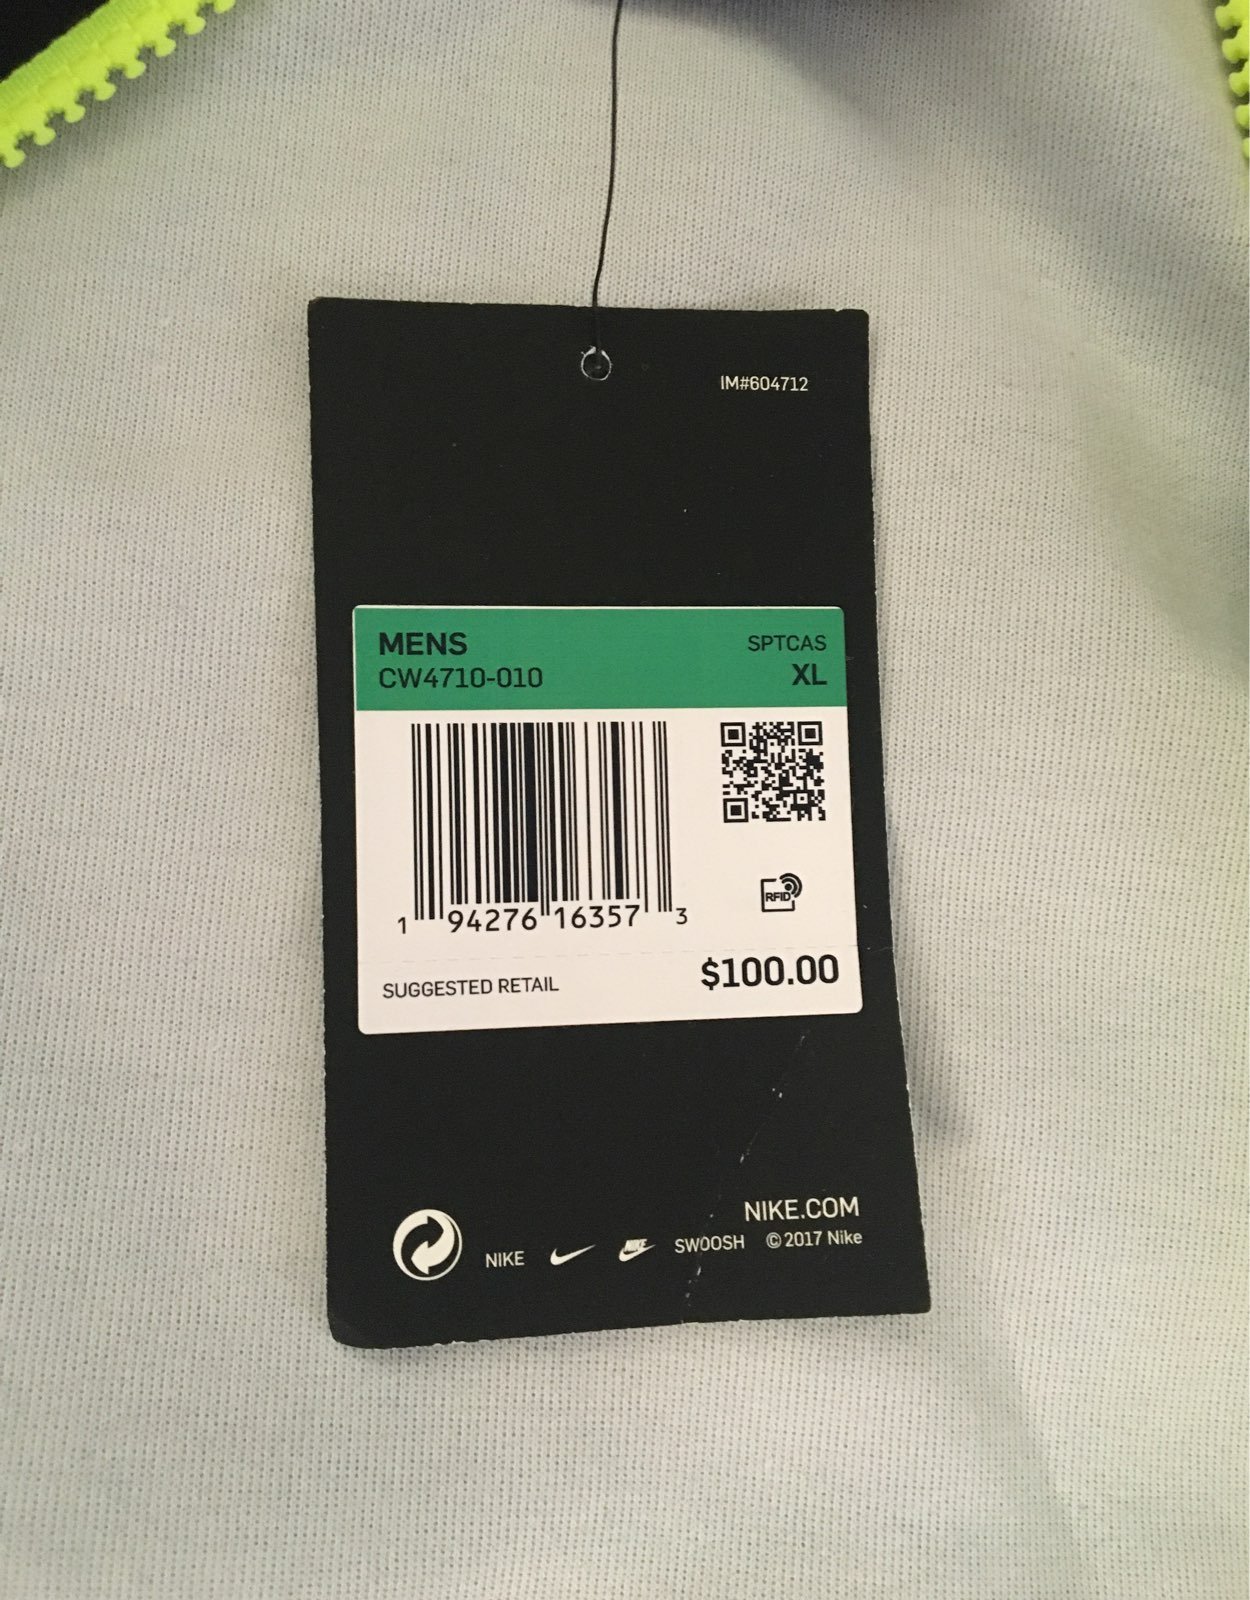 IM#604712
MENS
SPTCAS
CW4710-010
XL
RFID
1 94276 16357 3
SUGGESTED RETAIL
$100.00
NIKE.COM
NIKE NIKE SWOOSH © 2017 Nike